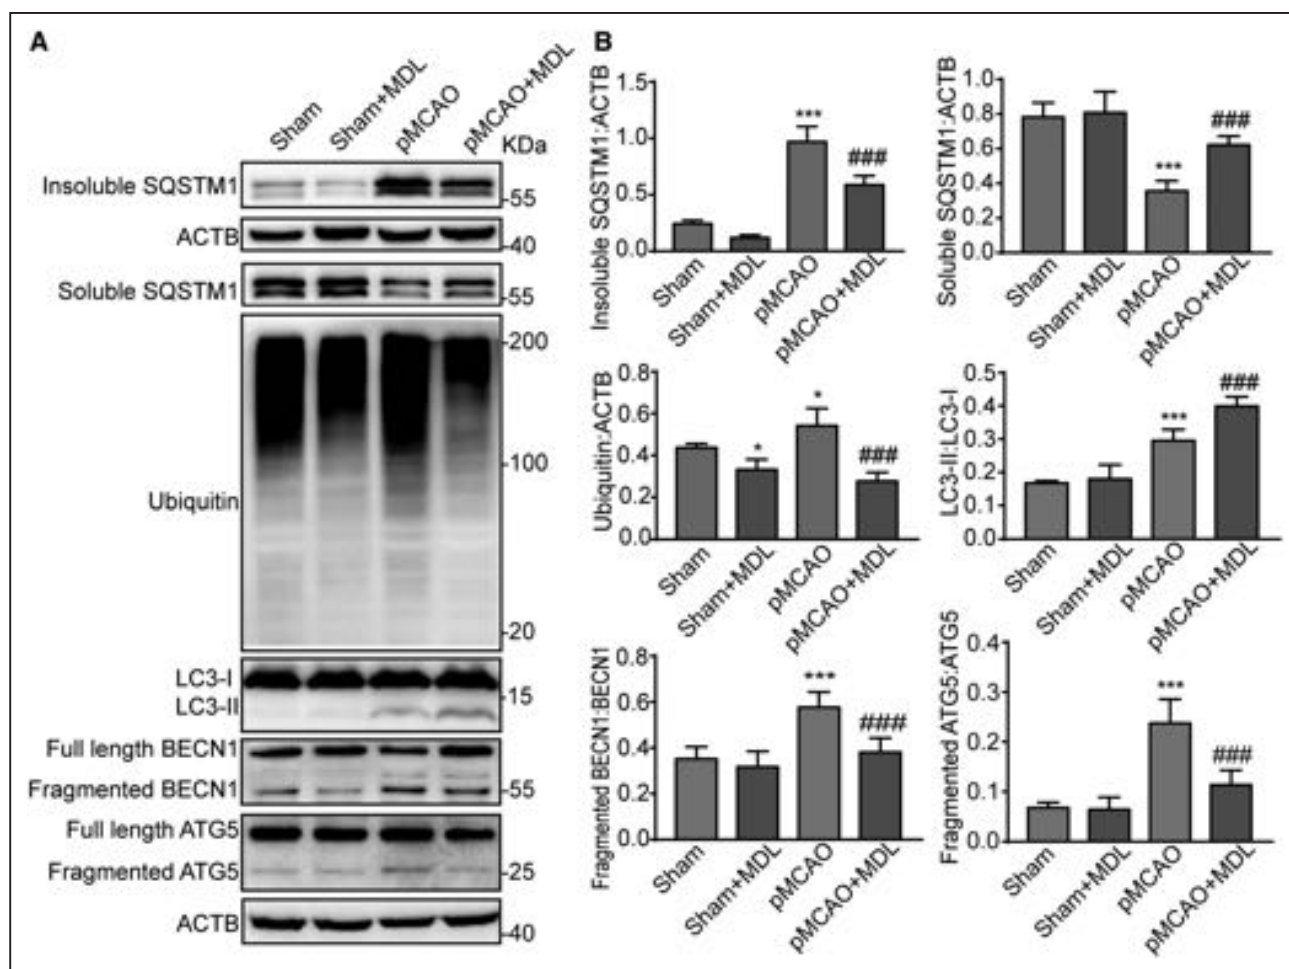 A
Sham
Sham+MDL
pMCAO
pMCAO+MDL
KDa
Insoluble SQSTM1
-55
ACTB
-40
Soluble SQSTM1
-55
Ubiquitin
-200
-100
-20
LC3-I
-15
LC3-II
Full length BECN1
Fragmented BECN1
-55
Full length ATG5
Fragmented ATG5
-25
ACTB
-40
B
Insoluble SQSTM1:ACTB
1.5
1.0
0.5
0.0
***
###
Sham
Sham+MDL
pMCAO
pMCAO+MDL
Soluble SQSTM1:ACTB
1.0
0.8
0.6
0.4
0.2
0.0
***
###
Sham
Sham+MDL
pMCAO
pMCAO+MDL
Ubiquitin:ACTB
0.8
0.6
0.4
0.2
0.0
*
*
###
Sham
Sham+MDL
pMCAO
pMCAO+MDL
LC3-II:LC3-I
0.5
0.4
0.3
0.2
0.1
0.0
***
###
Sham
Sham+MDL
pMCAO
pMCAO+MDL
Fragmented BECN1:BECN1
0.8
0.6
0.4
0.2
0.0
***
###
Sham
Sham+MDL
pMCAO
pMCAO+MDL
Fragmented ATG5:ATG5
0.4
0.3
0.2
0.1
0.0
***
###
Sham
Sham+MDL
pMCAO
pMCAO+MDL